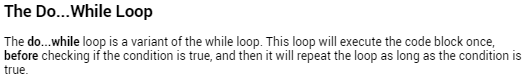 The Do...While Loop
The do...while loop is a variant of the while loop. This loop will execute the code block once,
before checking if the condition is true, and then it will repeat the loop as long as the condition is
true.